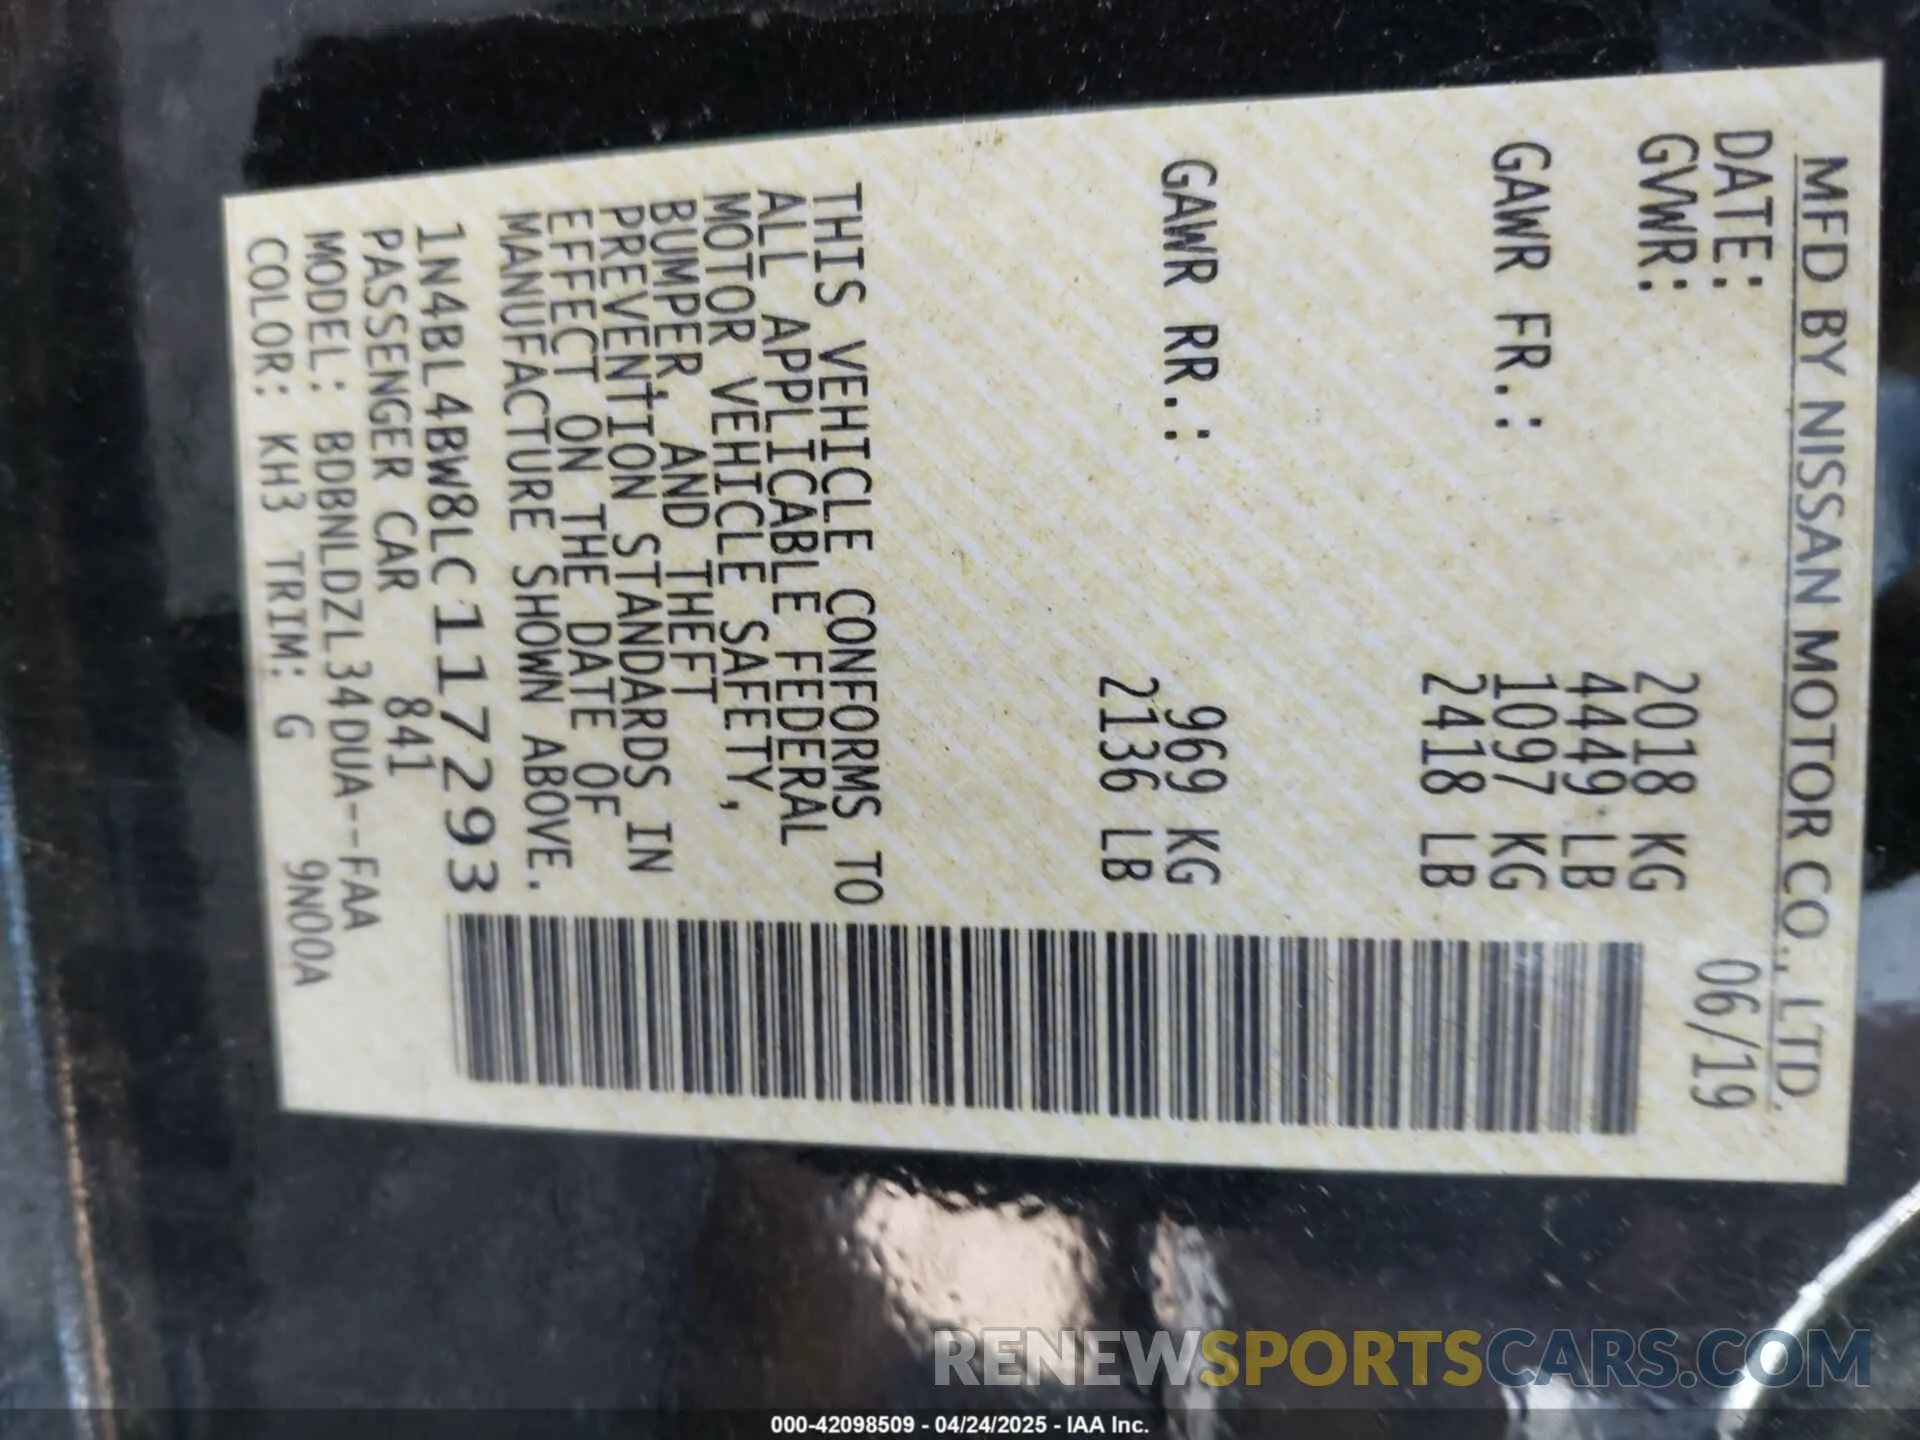 MFD BY NISSAN MOTOR CO., LTD.
DATE: 06/19
GVWR: 2018 KG
4449 LB
GAWR FR.: 1097 KG
2418 LB
GAWR RR.: 969 KG
2136 LB
THIS VEHICLE CONFORMS TO
ALL APPLICABLE FEDERAL
MOTOR VEHICLE SAFETY,
BUMPER, AND THEFT
PREVENTION STANDARDS IN
EFFECT ON THE DATE OF
MANUFACTURE SHOWN ABOVE.
1N4BL4BW8LC117293
PASSENGER CAR 841
MODEL: BDBNLDZL34DUA--FAA
COLOR: KH3 TRIM: G 9N00A
RENEWSPORTSCARS.COM
000-42098509 - 04/24/2025 - IAA Inc.